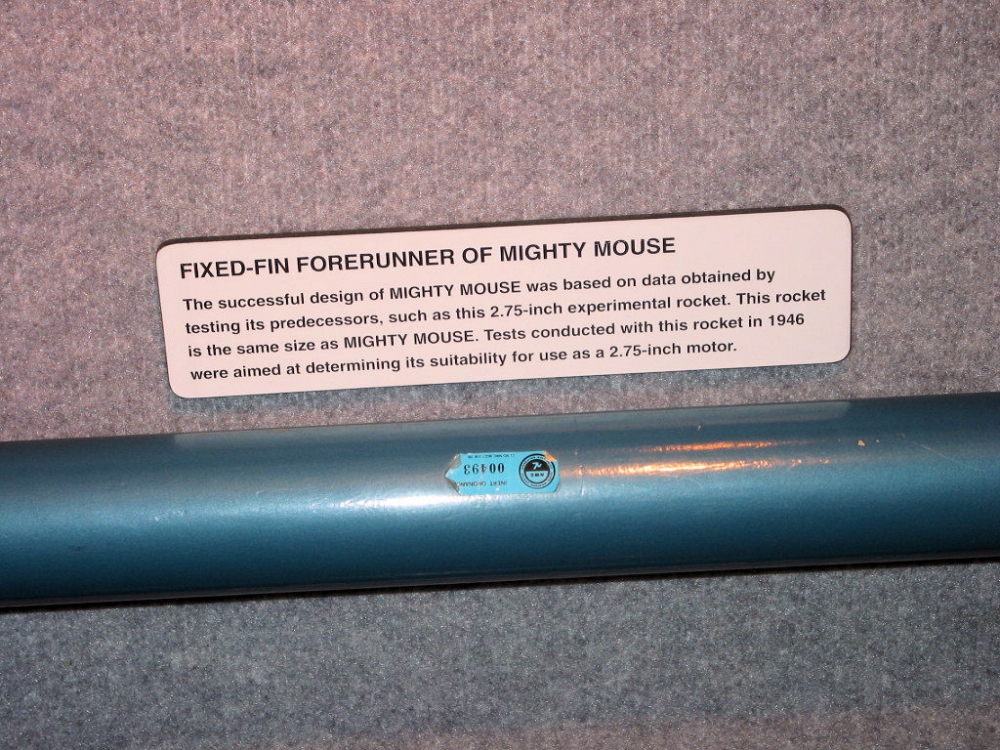 FIXED-FIN FORERUNNER OF MIGHTY MOUSE
The successful design of MIGHTY MOUSE was based on data obtained by
testing its predecessors, such as this 2.75-inch experimental rocket. This rocket
is the same size as MIGHTY MOUSE. Tests conducted with this rocket in 1946
were aimed at determining its suitability for use as a 2.75-inch motor.
INERT ORDNANC
00493